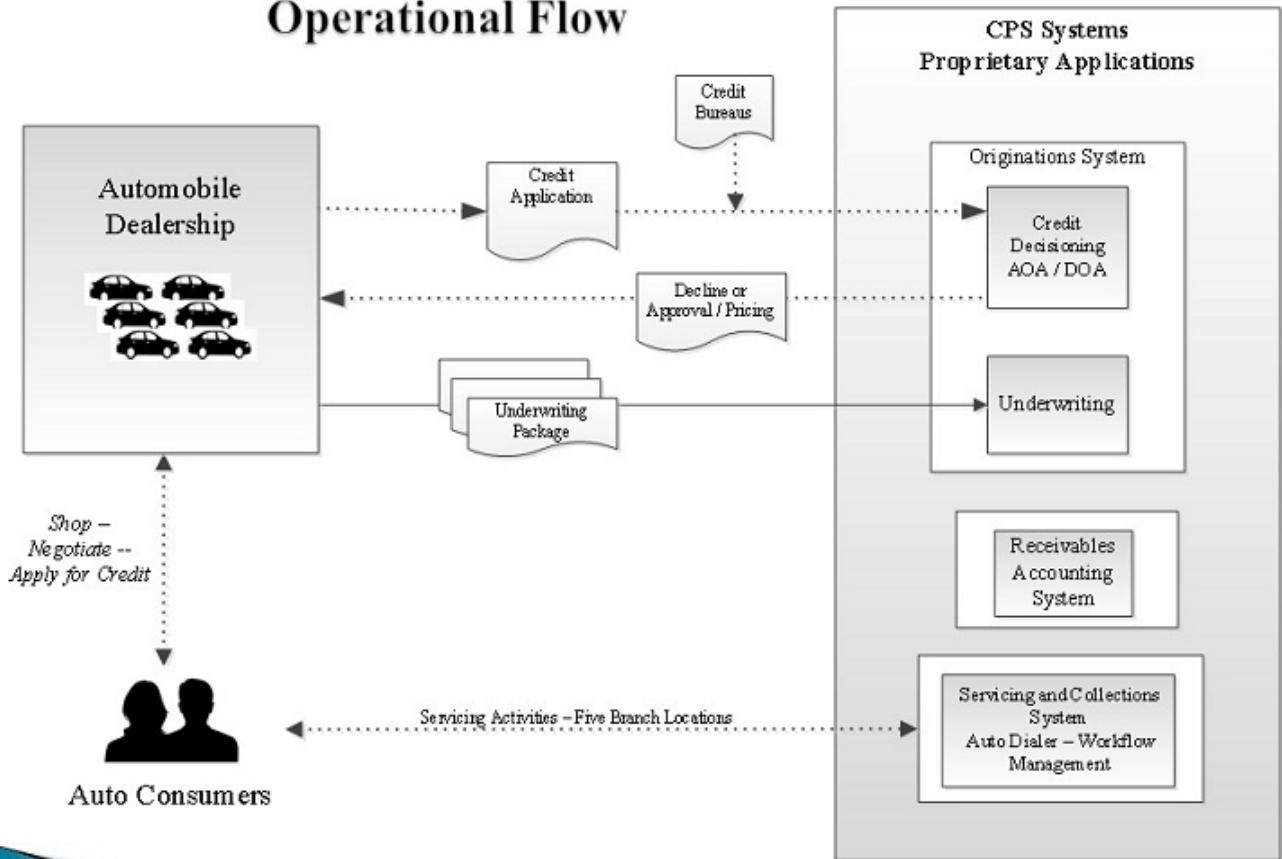 Operational Flow
CPS Systems
Proprietary Applications
Credit
Bureaus
Automobile
Dealership
Credit
Application
Originations System
Credit
Decisioning
AOA / DOA
Decline or
Approval / Pricing
Underwriting
Package
Underwriting
Shop –
Negotiate --
Apply for Credit
Receivables
Accounting
System
Servicing Activities – Five Branch Locations
Servicing and Collections
System
Auto Dialer – Workflow
Management
Auto Consumers